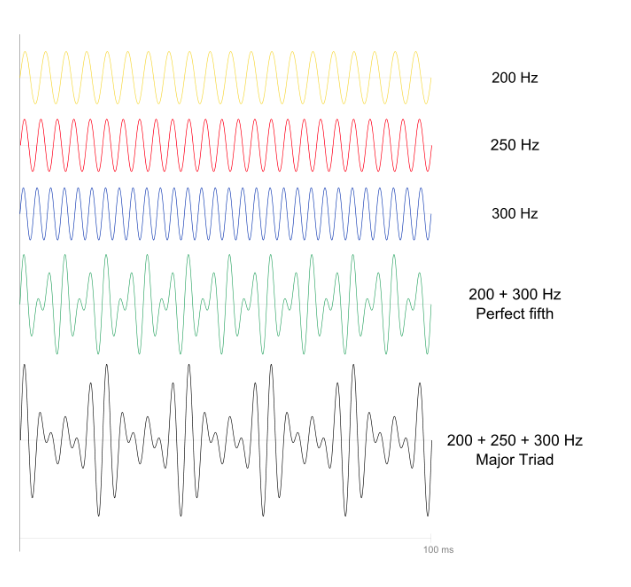 200 Hz
250 Hz
300 Hz
200 + 300 Hz
Perfect fifth
200 + 250 + 300 Hz
Major Triad
100 ms